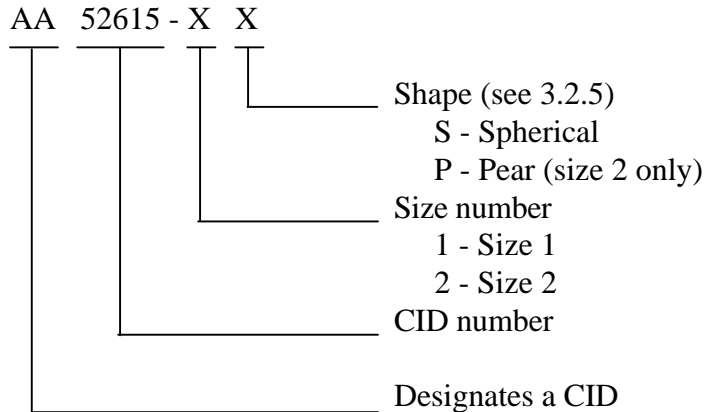 AA 52615 - X X
Shape (see 3.2.5)
S - Spherical
P - Pear (size 2 only)
Size number
1 - Size 1
2 - Size 2
CID number
Designates a CID